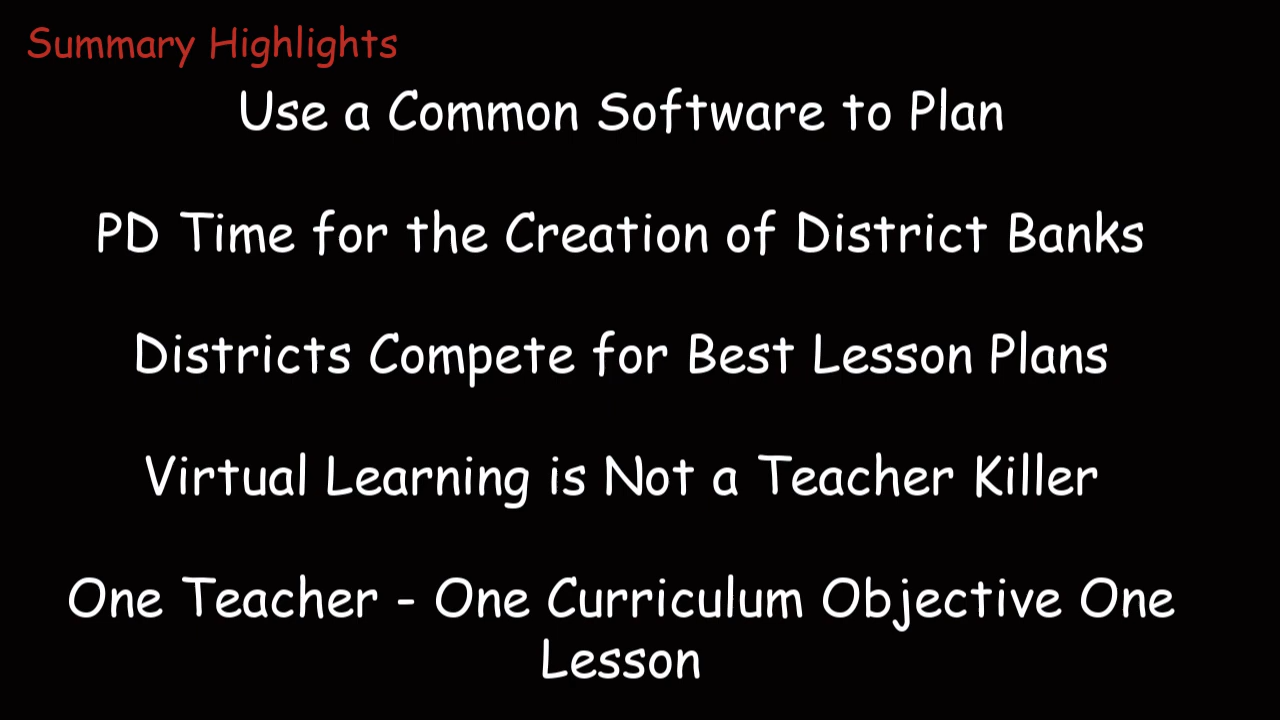 Summary Highlights
Use a Common Software to Plan
PD Time for the Creation of District Banks
Districts Compete for Best Lesson Plans
Virtual Learning is Not a Teacher Killer
One Teacher - One Curriculum Objective One
Lesson